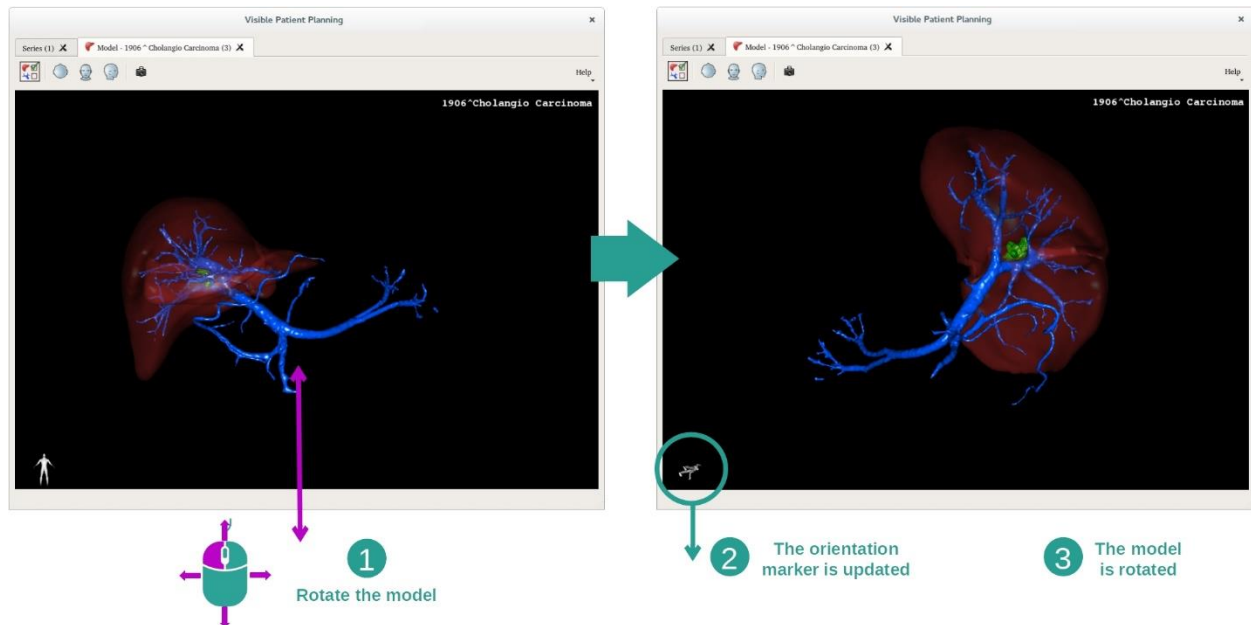 Visible Patient Planning
×
Series (1) ✗
Model - 1906 ^ Cholangio Carcinoma (3) ✗
Help
1906^Cholangio Carcinoma
Visible Patient Planning
×
Series (1) ✗
Model - 1906 ^ Cholangio Carcinoma (3) ✗
Help
1906^Cholangio Carcinoma
1
Rotate the model
2
The orientation
marker is updated
3
The model
is rotated